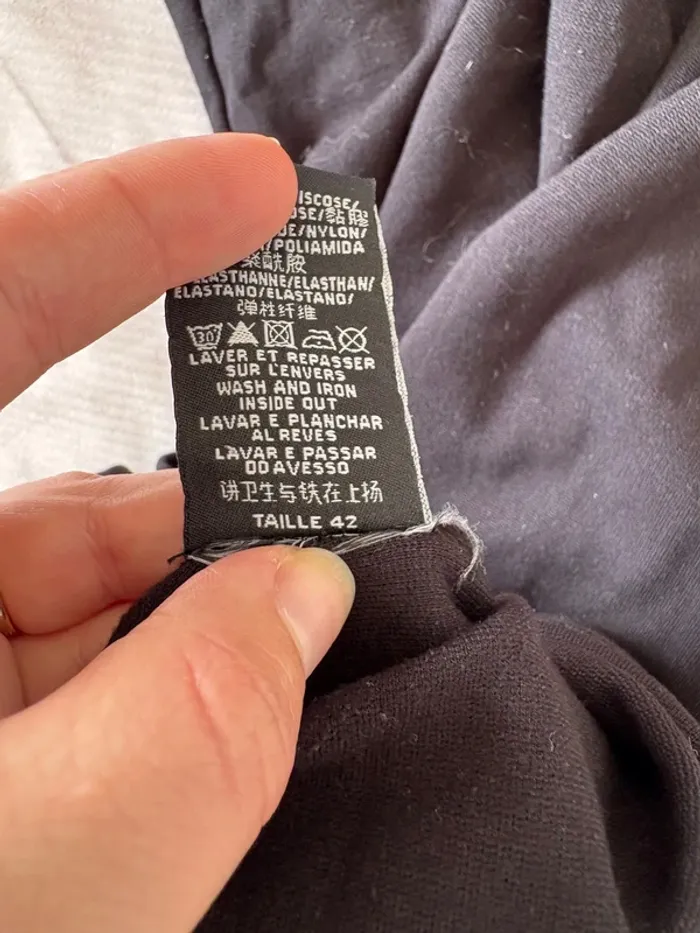 ISCOSE/
OSE/黏膠
DE/NYLON/
/POLIAMIDA
聚酰胺
ELASTHANNE/ELASTHAN/
ELASTANO/ELASTANO/
弹性纤维
30
LAVER ET REPASSER
SUR L'ENVERS
WASH AND IRON
INSIDE OUT
LAVAR E PLANCHAR
AL REVES
LAVAR E PASSAR
DO AVESSO
讲卫生与铁在上扬
TAILLE 42